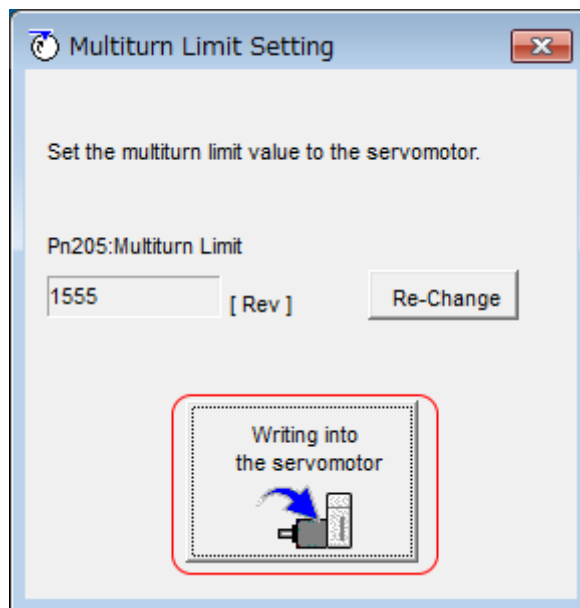 Multiturn Limit Setting
Set the multiturn limit value to the servomotor.
Pn205:Multiturn Limit
1555
[ Rev ]
Re-Change
Writing into
the servomotor